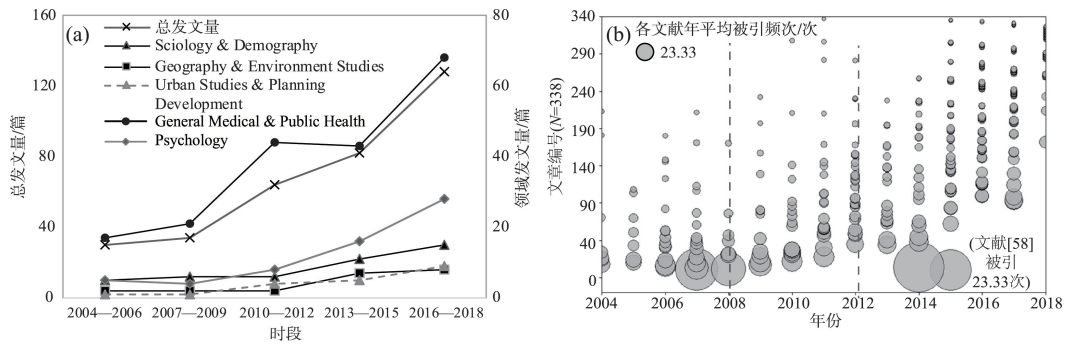 (a)
总发文量
Sciology & Demography
Geography & Environment Studies
Urban Studies & Planning
Development
General Medical & Public Health
Psychology
160
120
80
40
0
总发文量/篇
80
60
40
20
0
领域发文量/篇
2004—2006
2007—2009
2010—2012
2013—2015
2016—2018
时段
(b)
各文献年平均被引频次/次
23.33
340
290
240
190
140
90
40
0
文章编号(N=338)
(文献[58]
被引
23.33次)
2004
2006
2008
2010
2012
2014
2016
2018
年份